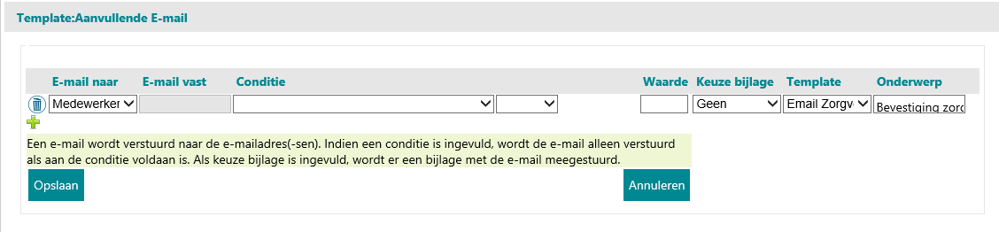 Template:Aanvullende E-mail
E-mail naar E-mail vast Conditie Waarde Keuze bijlage Template Onderwerp
Medewerker Geen Email Zorgv Bevestiging zorg
Een e-mail wordt verstuurd naar de e-mailadres(-sen). Indien een conditie is ingevuld, wordt de e-mail alleen verstuurd
als aan de conditie voldaan is. Als keuze bijlage is ingevuld, wordt er een bijlage met de e-mail meegestuurd.
Opslaan Annuleren